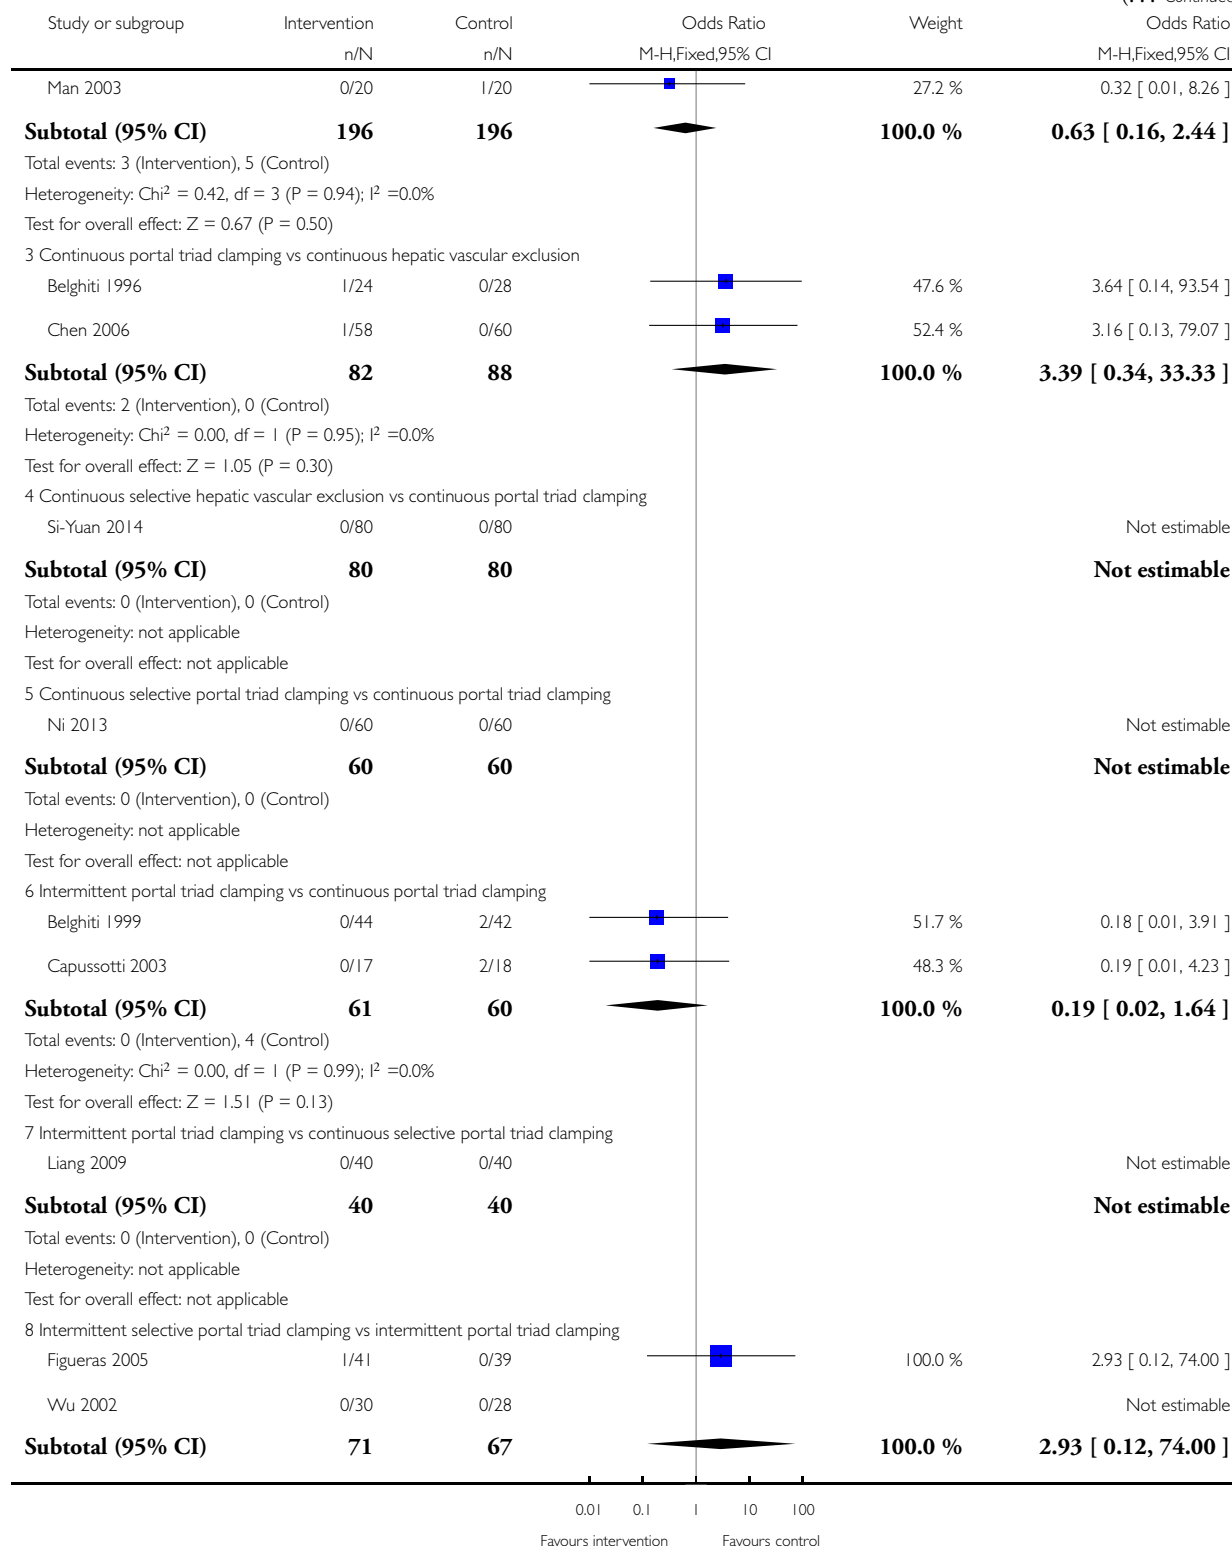 Study or subgroup Intervention Control Odds Ratio Weight Odds Ratio
n/N n/N M-H,Fixed,95% CI M-H,Fixed,95% CI
Man 2003 0/20 1/20 27.2 % 0.32 [ 0.01, 8.26 ]
Subtotal (95% CI) 196 196 100.0 % 0.63 [ 0.16, 2.44 ]
Total events: 3 (Intervention), 5 (Control)
Heterogeneity: Chi² = 0.42, df = 3 (P = 0.94); I² =0.0%
Test for overall effect: Z = 0.67 (P = 0.50)
3 Continuous portal triad clamping vs continuous hepatic vascular exclusion
Belghiti 1996 1/24 0/28 47.6 % 3.64 [ 0.14, 93.54 ]
Chen 2006 1/58 0/60 52.4 % 3.16 [ 0.13, 79.07 ]
Subtotal (95% CI) 82 88 100.0 % 3.39 [ 0.34, 33.33 ]
Total events: 2 (Intervention), 0 (Control)
Heterogeneity: Chi² = 0.00, df = 1 (P = 0.95); I² =0.0%
Test for overall effect: Z = 1.05 (P = 0.30)
4 Continuous selective hepatic vascular exclusion vs continuous portal triad clamping
Si-Yuan 2014 0/80 0/80 Not estimable
Subtotal (95% CI) 80 80 Not estimable
Total events: 0 (Intervention), 0 (Control)
Heterogeneity: not applicable
Test for overall effect: not applicable
5 Continuous selective portal triad clamping vs continuous portal triad clamping
Ni 2013 0/60 0/60 Not estimable
Subtotal (95% CI) 60 60 Not estimable
Total events: 0 (Intervention), 0 (Control)
Heterogeneity: not applicable
Test for overall effect: not applicable
6 Intermittent portal triad clamping vs continuous portal triad clamping
Belghiti 1999 0/44 2/42 51.7 % 0.18 [ 0.01, 3.91 ]
Capussotti 2003 0/17 2/18 48.3 % 0.19 [ 0.01, 4.23 ]
Subtotal (95% CI) 61 60 100.0 % 0.19 [ 0.02, 1.64 ]
Total events: 0 (Intervention), 4 (Control)
Heterogeneity: Chi² = 0.00, df = 1 (P = 0.99); I² =0.0%
Test for overall effect: Z = 1.51 (P = 0.13)
7 Intermittent portal triad clamping vs continuous selective portal triad clamping
Liang 2009 0/40 0/40 Not estimable
Subtotal (95% CI) 40 40 Not estimable
Total events: 0 (Intervention), 0 (Control)
Heterogeneity: not applicable
Test for overall effect: not applicable
8 Intermittent selective portal triad clamping vs intermittent portal triad clamping
Figueras 2005 1/41 0/39 100.0 % 2.93 [ 0.12, 74.00 ]
Wu 2002 0/30 0/28 Not estimable
Subtotal (95% CI) 71 67 100.0 % 2.93 [ 0.12, 74.00 ]
0.01 0.1 1 10 100
Favours intervention Favours control